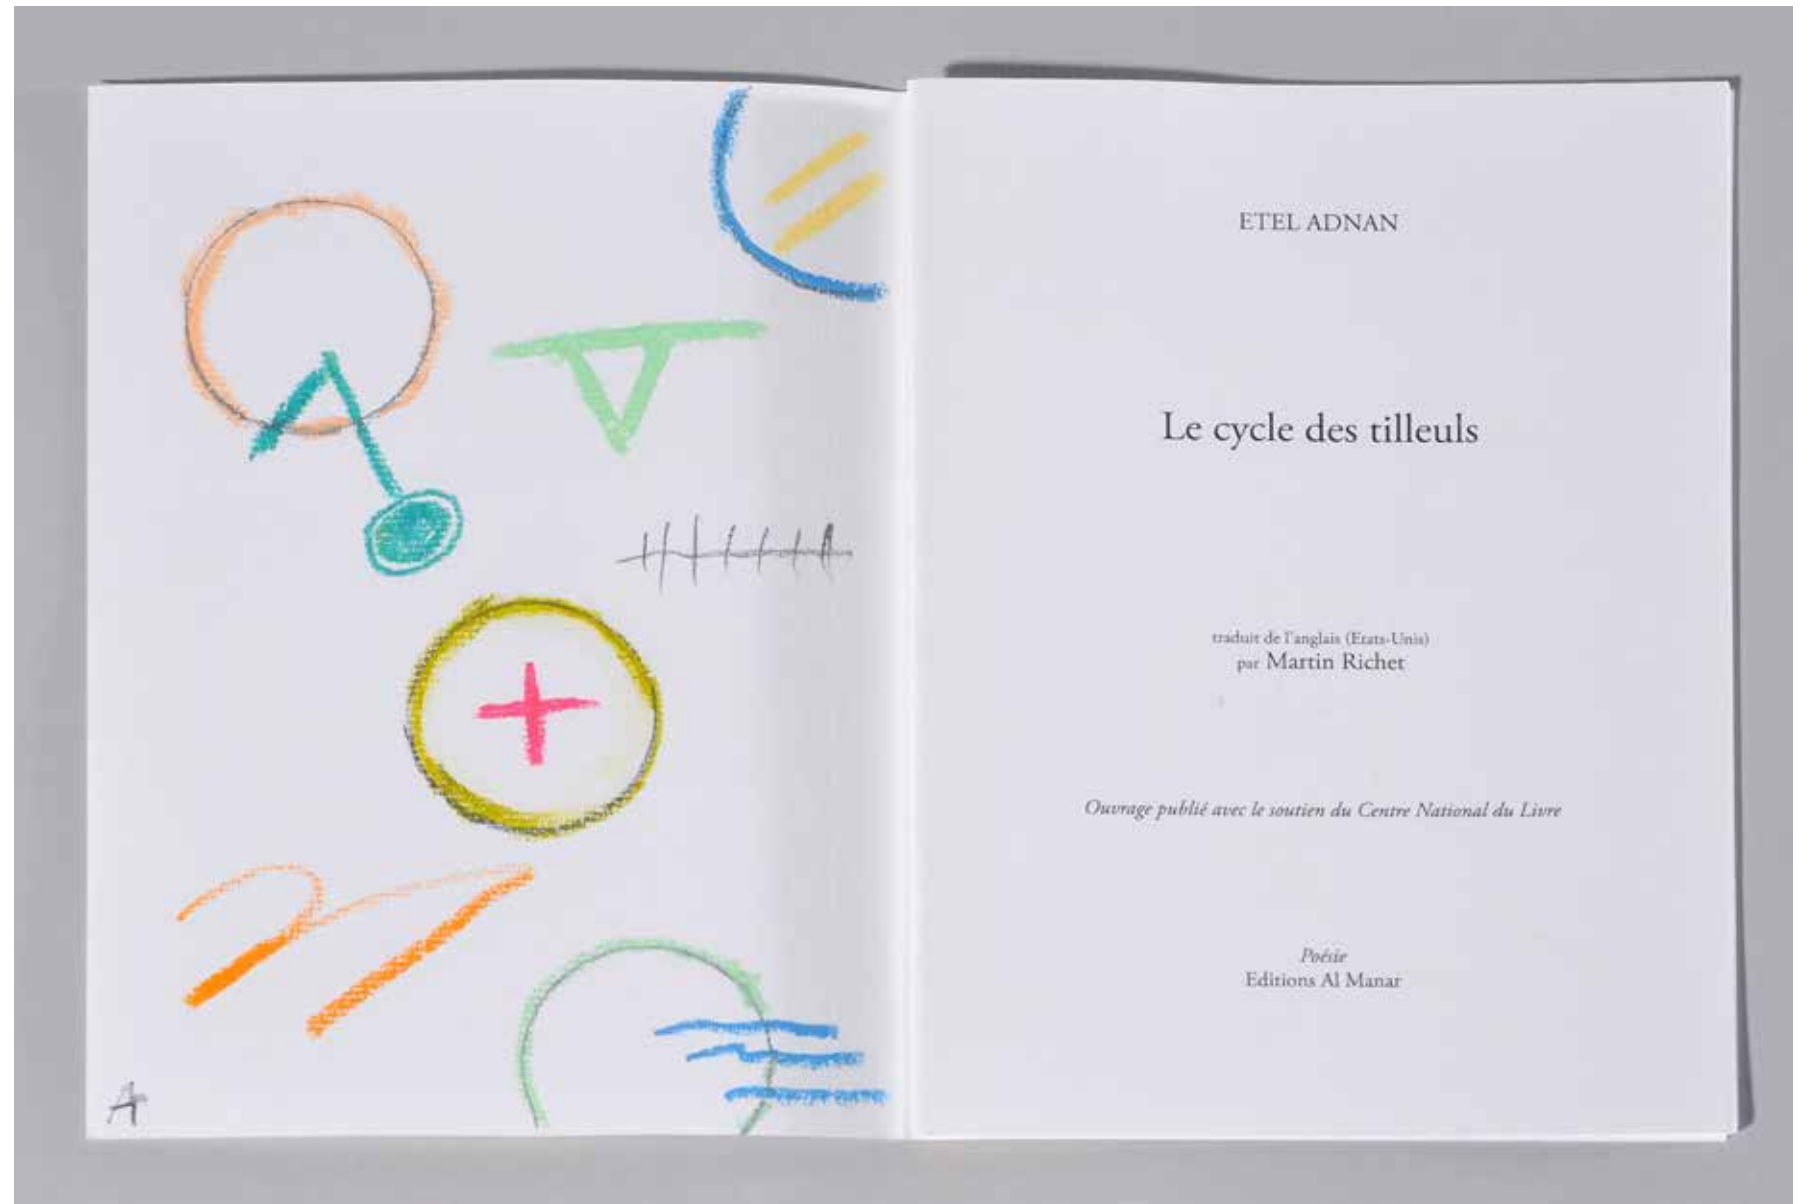 ETEL ADNAN
Le cycle des tilleuls
traduit de l'anglais (Etats-Unis)
par Martin Richet
Ouvrage publié avec le soutien du Centre National du Livre
Poésie
Editions Al Manar